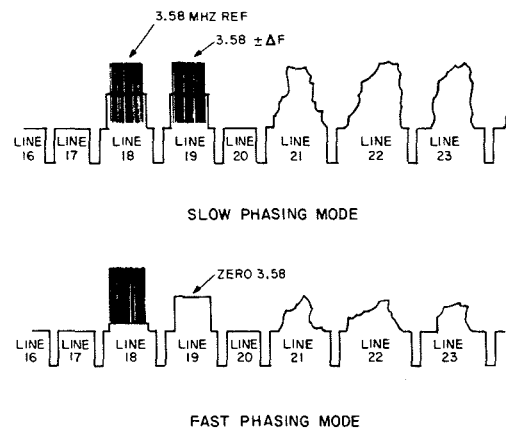 3.58 MHZ REF
3.58 ± ΔF
LINE 16
LINE 17
LINE 18
LINE 19
LINE 20
LINE 21
LINE 22
LINE 23
SLOW PHASING MODE
ZERO 3.58
LINE 16
LINE 17
LINE 18
LINE 19
LINE 20
LINE 21
LINE 22
LINE 23
FAST PHASING MODE